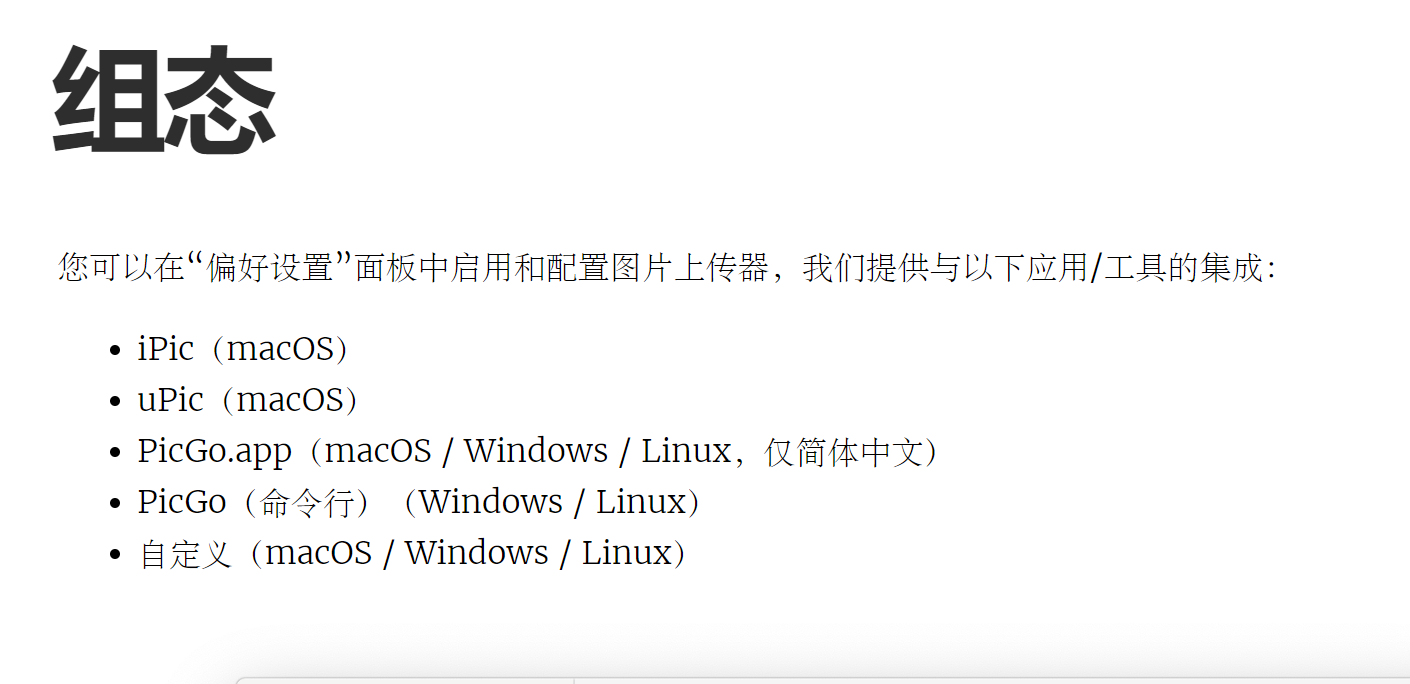 组态
您可以在“偏好设置”面板中启用和配置图片上传器，我们提供与以下应用/工具的集成：
iPic（macOS）
uPic（macOS）
PicGo.app（macOS / Windows / Linux，仅简体中文）
PicGo（命令行）（Windows / Linux）
自定义（macOS / Windows / Linux）